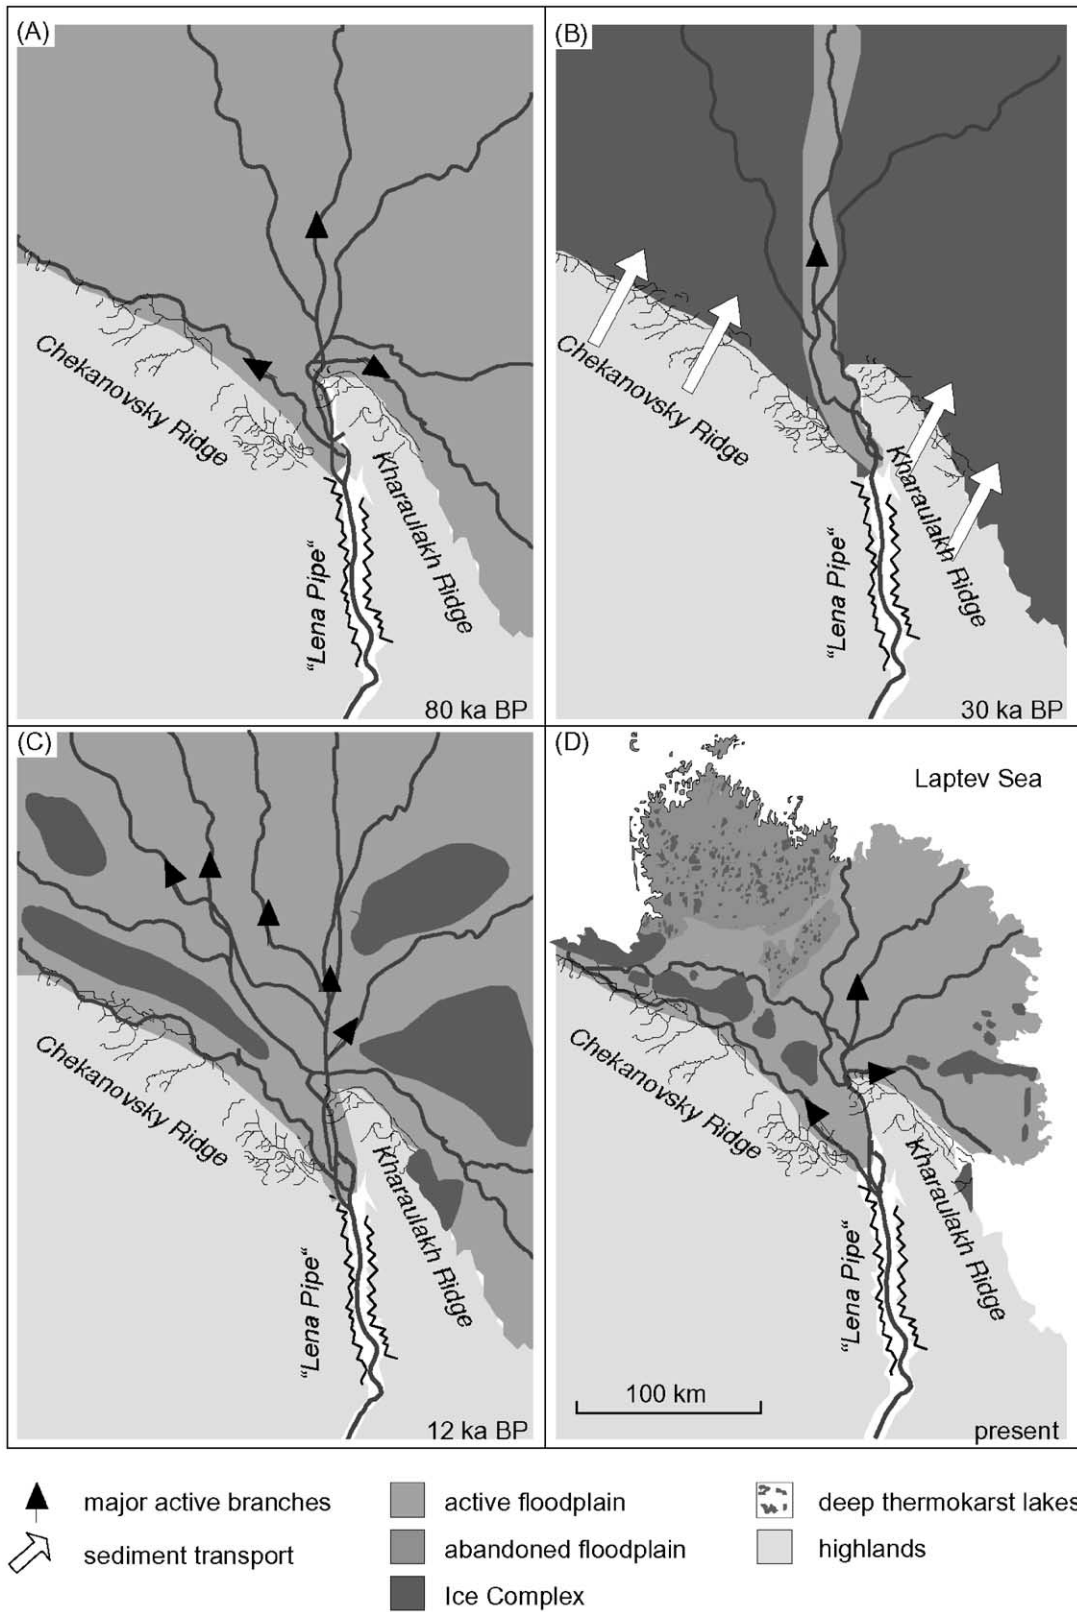 (A)
Chekanovsky Ridge
Kharaulakh Ridge
"Lena Pipe"
80 ka BP
(B)
Chekanovsky Ridge
Kharaulakh Ridge
"Lena Pipe"
30 ka BP
(C)
Chekanovsky Ridge
Kharaulakh Ridge
"Lena Pipe"
12 ka BP
(D)
Laptev Sea
Chekanovsky Ridge
Kharaulakh Ridge
"Lena Pipe"
100 km
present
major active branches
sediment transport
active floodplain
abandoned floodplain
Ice Complex
deep thermokarst lakes
highlands